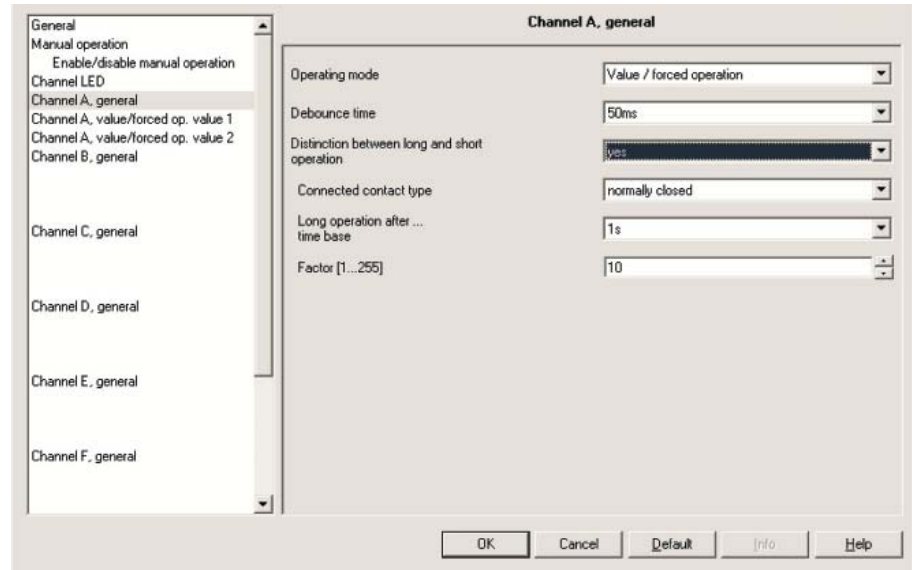 Channel A, general
General
Manual operation
Enable/disable manual operation
Channel LED
Channel A, general
Channel A, value/forced op. value 1
Channel A, value/forced op. value 2
Channel B, general
Channel C, general
Channel D, general
Channel E, general
Channel F, general
Operating mode
Value / forced operation
Debounce time
50ms
Distinction between long and short
operation
yes
Connected contact type
normally closed
Long operation after ...
time base
1s
Factor [1...255]
10
OK Cancel Default Info Help